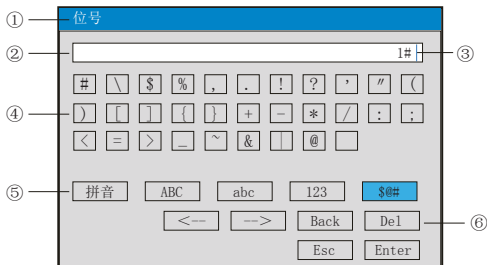 ① 位号
② 1# ③
# \ $ % , . ! ? ’ ″ (
④ ) [ ] { } + - * / : ;
< = > _ ~ & | @
⑤ 拼音 ABC abc 123 $@#
<-- --> Back Del ⑥
Esc Enter